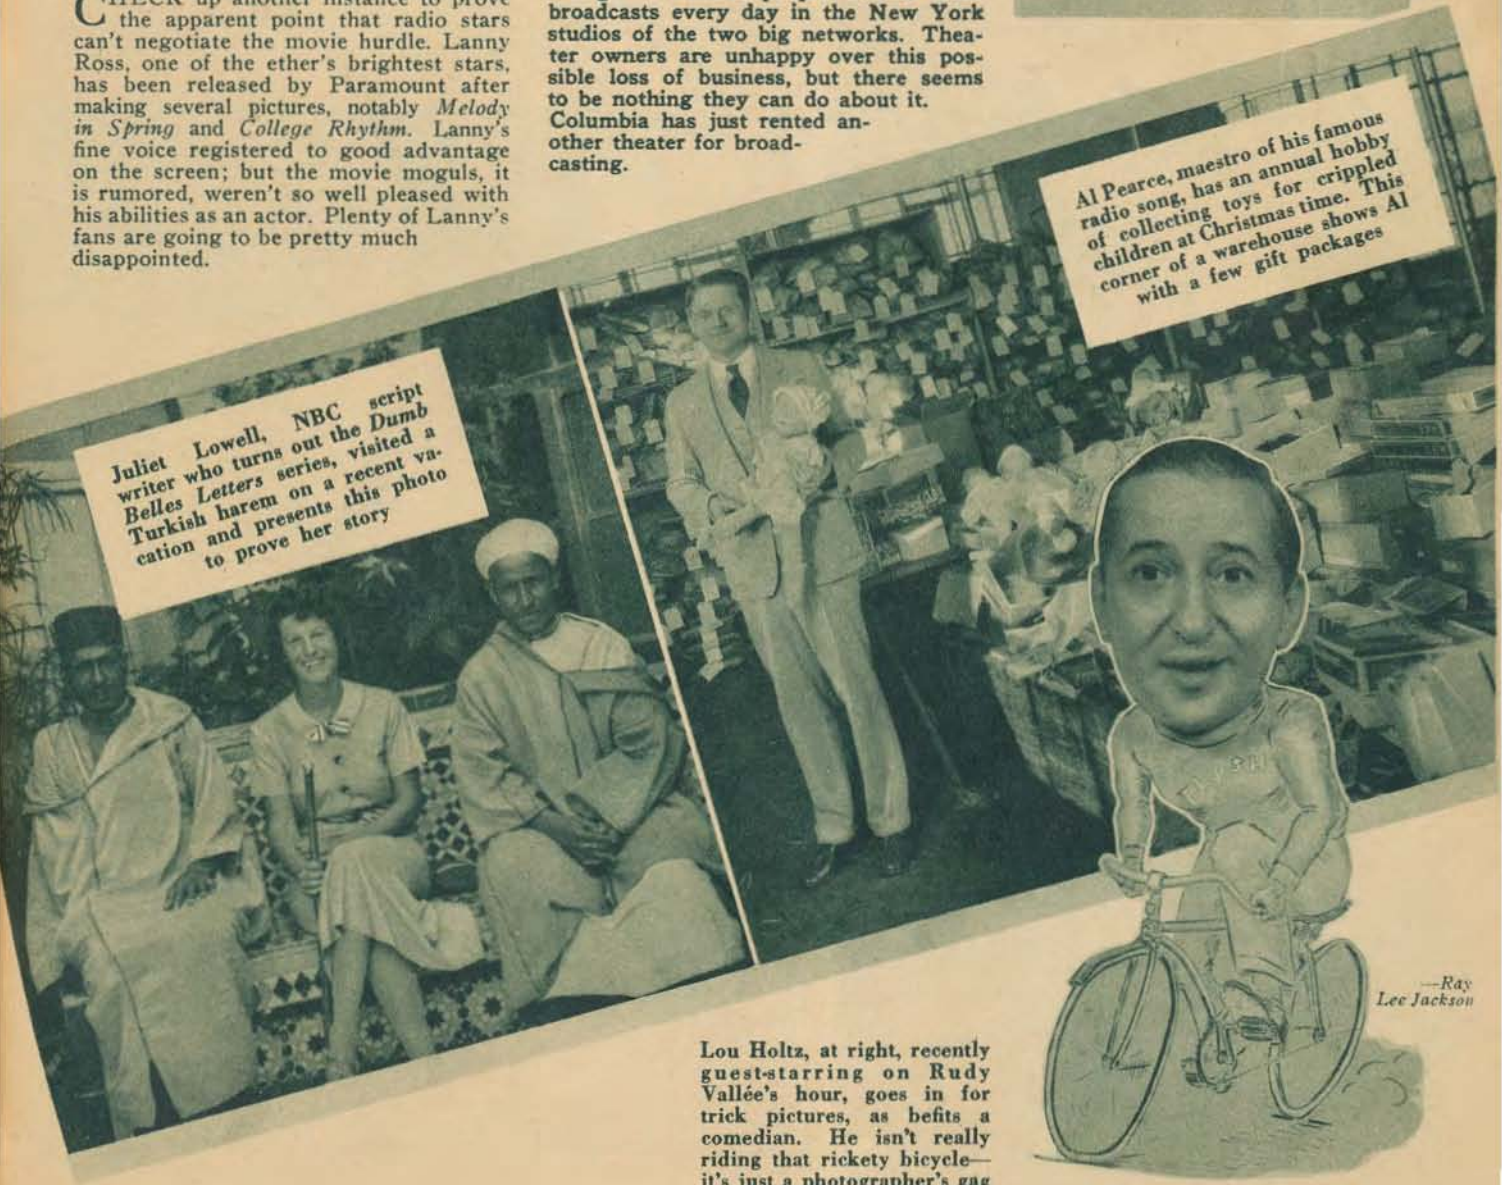 CHECK up another instance to prove
the apparent point that radio stars
can't negotiate the movie hurdle. Lanny
Ross, one of the ether's brightest stars,
has been released by Paramount after
making several pictures, notably Melody
in Spring and College Rhythm. Lanny's
fine voice registered to good advantage
on the screen; but the movie moguls, it
is rumored, weren't so well pleased with
his abilities as an actor. Plenty of Lanny's
fans are going to be pretty much
disappointed.
broadcasts every day in the New York
studios of the two big networks. Thea-
ter owners are unhappy over this pos-
sible loss of business, but there seems
to be nothing they can do about it.
Columbia has just rented an-
other theater for broad-
casting.
Al Pearce, maestro of his famous
radio song, has an annual hobby
of collecting toys for crippled
children at Christmas time. This
corner of a warehouse shows Al
with a few gift packages
Juliet Lowell, NBC script
writer who turns out the Dumb
Belles Letters series, visited a
Turkish harem on a recent va-
cation and presents this photo
to prove her story
—Ray
Lee Jackson
Lou Holtz, at right, recently
guest-starring on Rudy
Vallée's hour, goes in for
trick pictures, as befits a
comedian. He isn't really
riding that rickety bicycle—
it's just a photographer's gag